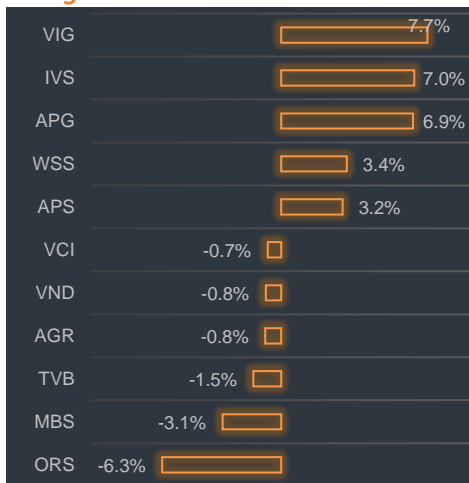 VIG 7.7%
IVS 7.0%
APG 6.9%
WSS 3.4%
APS 3.2%
VCI -0.7%
VND -0.8%
AGR -0.8%
TVB -1.5%
MBS -3.1%
ORS -6.3%